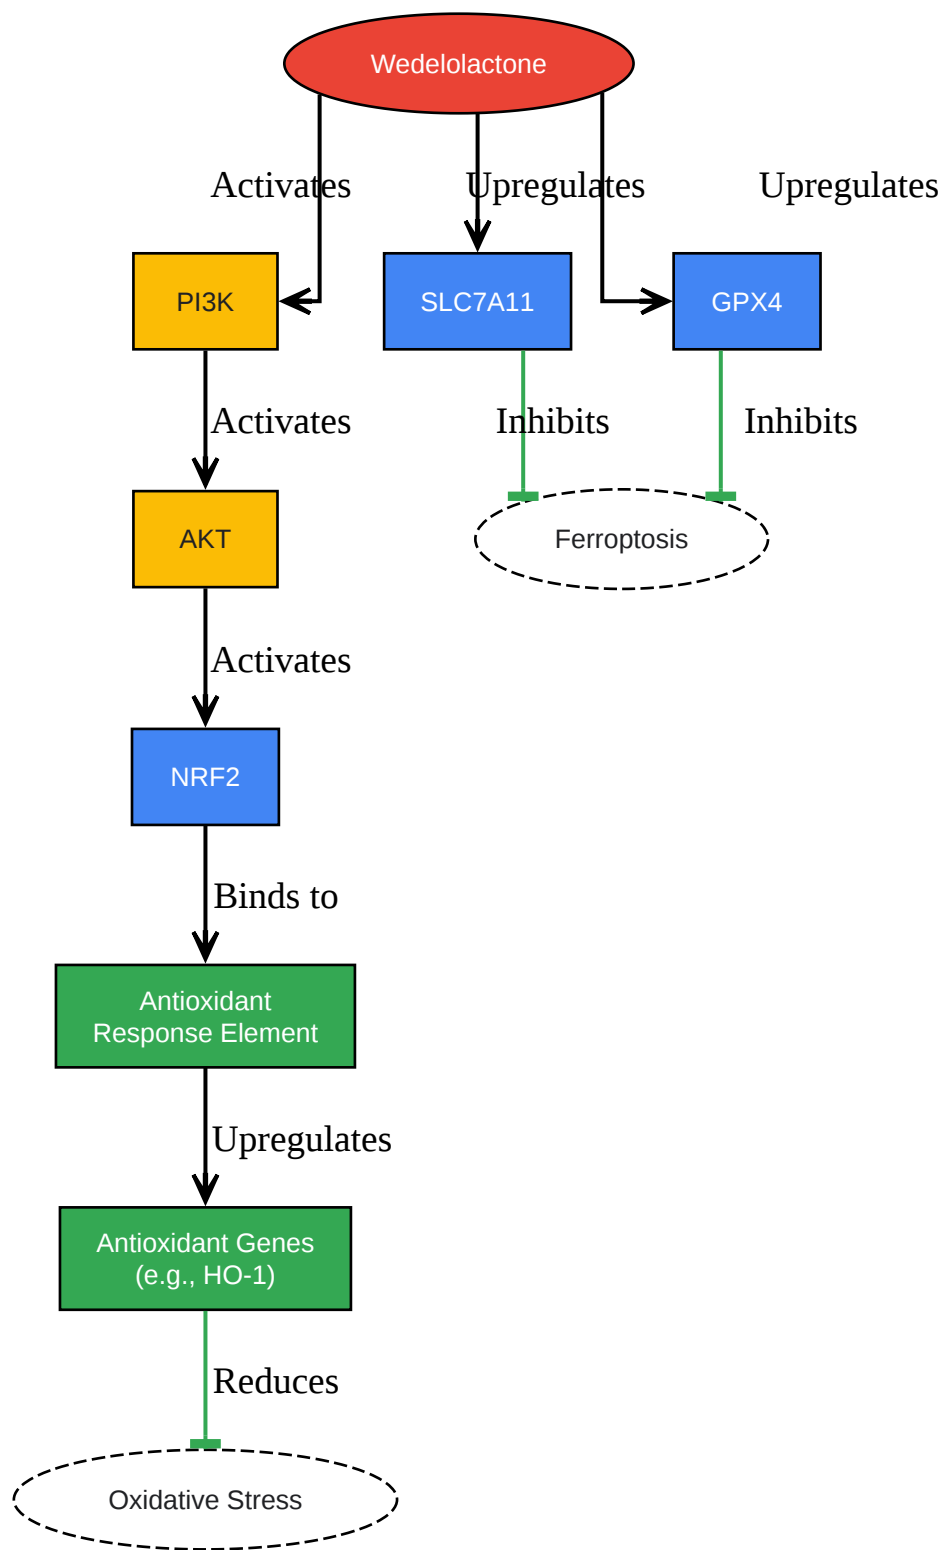 Wedelolactone
Activates
Upregulates
Upregulates
PI3K
SLC7A11
GPX4
Activates
Inhibits
Inhibits
AKT
Ferroptosis
Activates
NRF2
Binds to
Antioxidant
Response Element
Upregulates
Antioxidant Genes
(e.g., HO-1)
Reduces
Oxidative Stress